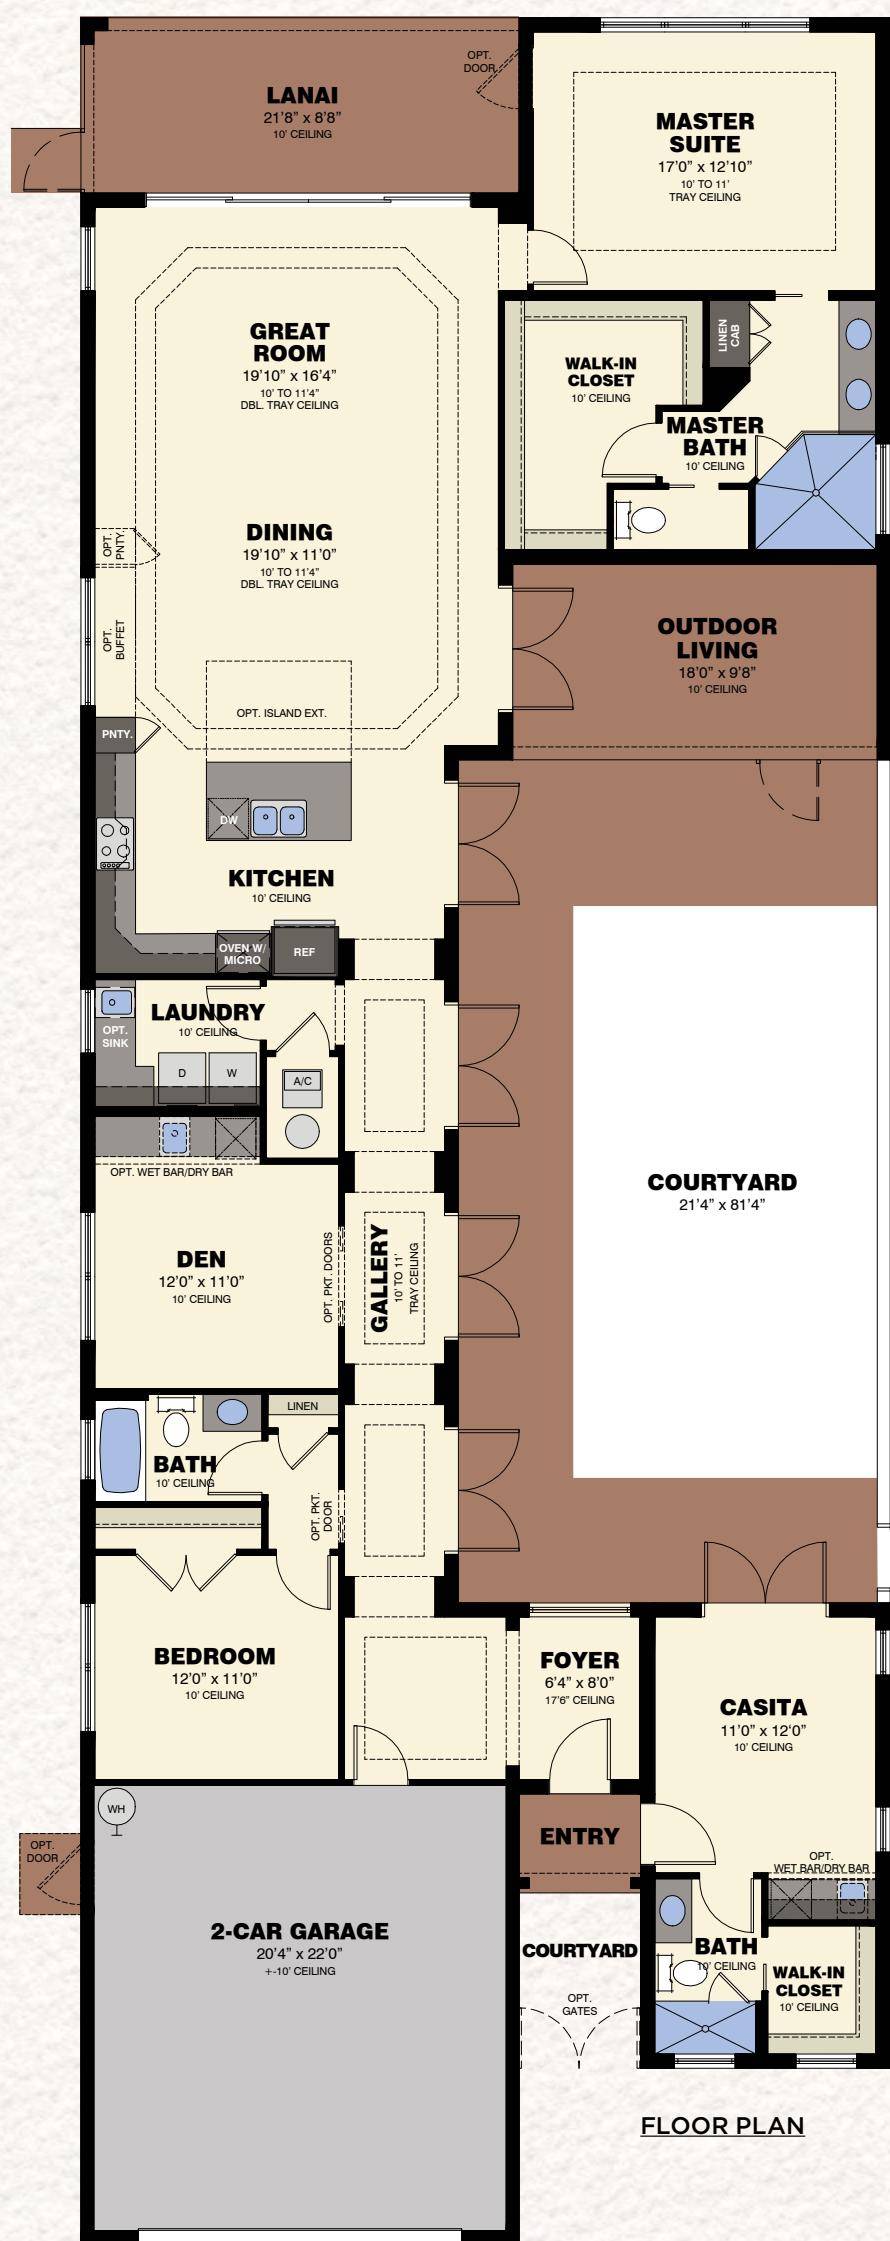 OPT.
DOOR
LANAI
21'8" x 8'8"
10' CEILING
MASTER
SUITE
17'0" x 12'10"
10' TO 11'
TRAY CEILING
GREAT
ROOM
19'10" x 16'4"
10' TO 11'4"
DBL. TRAY CEILING
LINEN
CAB
WALK-IN
CLOSET
10' CEILING
MASTER
BATH
10' CEILING
DINING
19'10" x 11'0"
10' TO 11'4"
DBL. TRAY CEILING
OPT.
PNTY.
OPT.
BUFFET
OUTDOOR
LIVING
18'0" x 9'8"
10' CEILING
OPT. ISLAND EXT.
PNTY.
DW
KITCHEN
10' CEILING
OVEN W/
MICRO
REF
LAUNDRY
10' CEILING
OPT.
SINK
D
W
A/C
OPT. WET BAR/DRY BAR
COURTYARD
21'4" x 81'4"
DEN
12'0" x 11'0"
10' CEILING
OPT. PKT. DOORS
GALLERY
10' TO 11'
TRAY CEILING
LINEN
BATH
10' CEILING
OPT. PKT.
DOOR
BEDROOM
12'0" x 11'0"
10' CEILING
FOYER
6'4" x 8'0"
17'6" CEILING
CASITA
11'0" x 12'0"
10' CEILING
WH
OPT.
DOOR
ENTRY
OPT.
WET BAR/DRY BAR
2-CAR GARAGE
20'4" x 22'0"
+-10' CEILING
COURTYARD
BATH
10' CEILING
WALK-IN
CLOSET
10' CEILING
OPT.
GATES
FLOOR PLAN